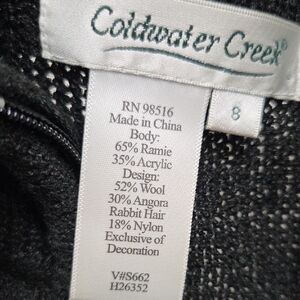 Coldwater Creek®
8
RN 98516
Made in China
Body:
65% Ramie
35% Acrylic
Design:
52% Wool
30% Angora
Rabbit Hair
18% Nylon
Exclusive of
Decoration
V#S662
H26352